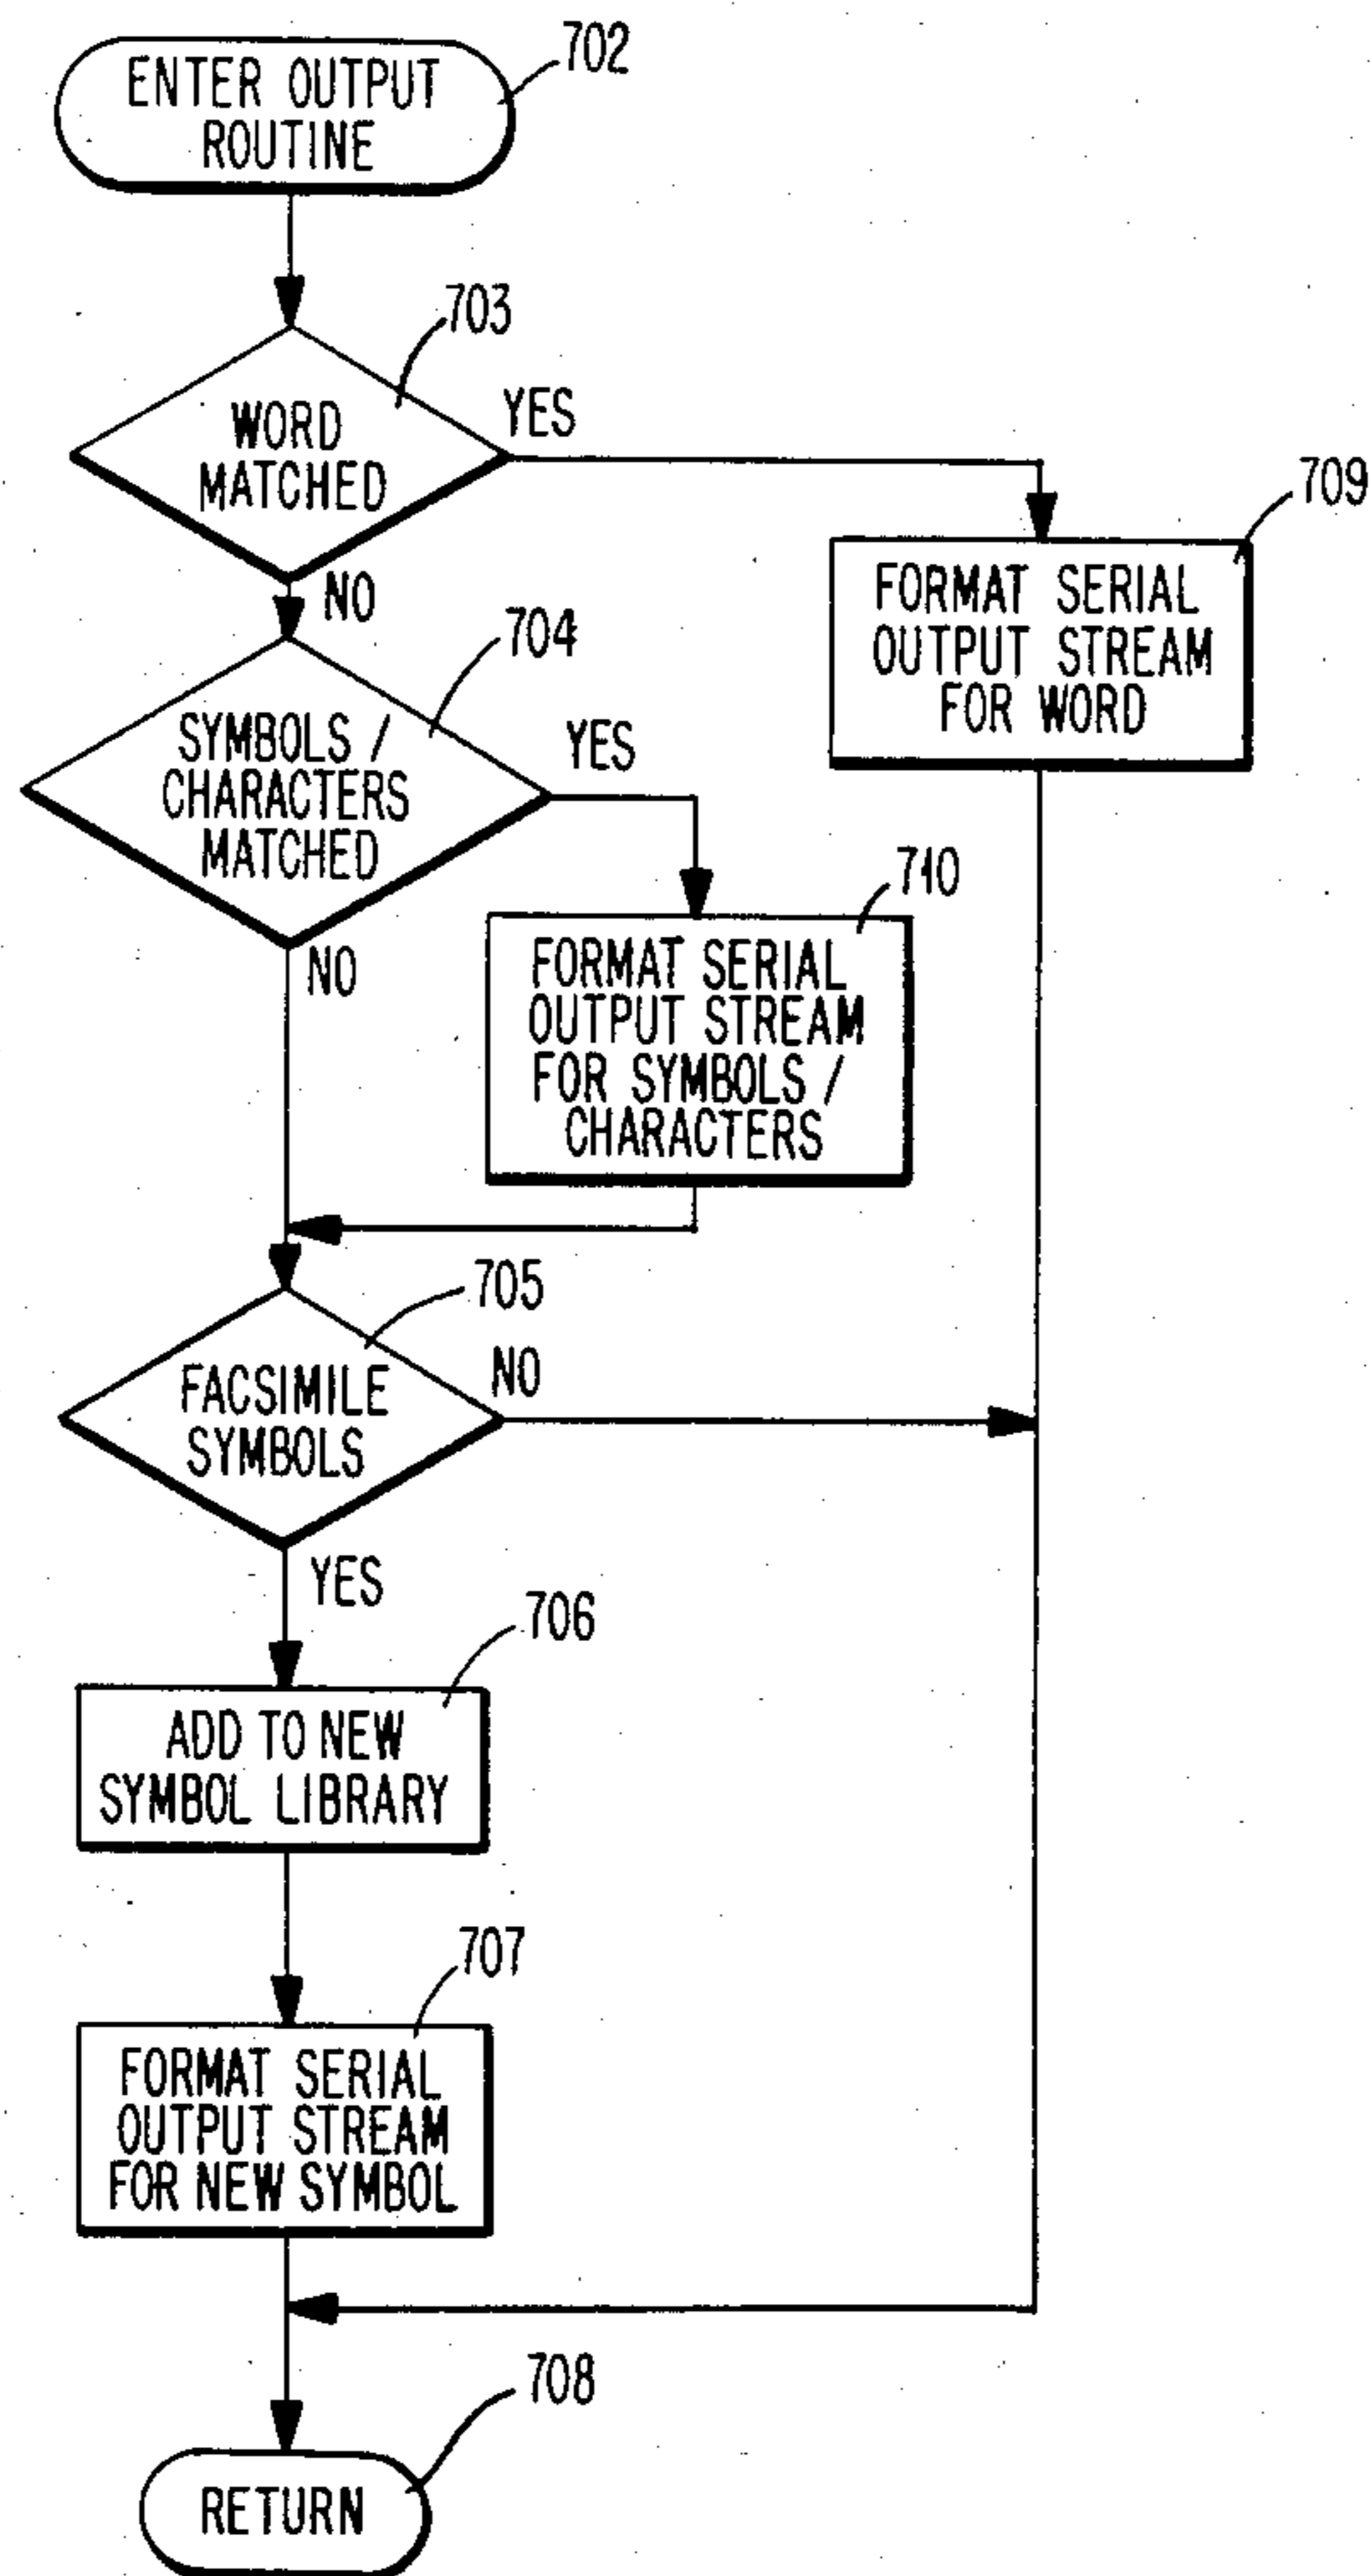 702
ENTER OUTPUT
ROUTINE
703
WORD
MATCHED
YES
NO
709
FORMAT SERIAL
OUTPUT STREAM
FOR WORD
704
SYMBOLS /
CHARACTERS
MATCHED
YES
NO
710
FORMAT SERIAL
OUTPUT STREAM
FOR SYMBOLS /
CHARACTERS
705
FACSIMILE
SYMBOLS
NO
YES
706
ADD TO NEW
SYMBOL LIBRARY
707
FORMAT SERIAL
OUTPUT STREAM
FOR NEW SYMBOL
708
RETURN